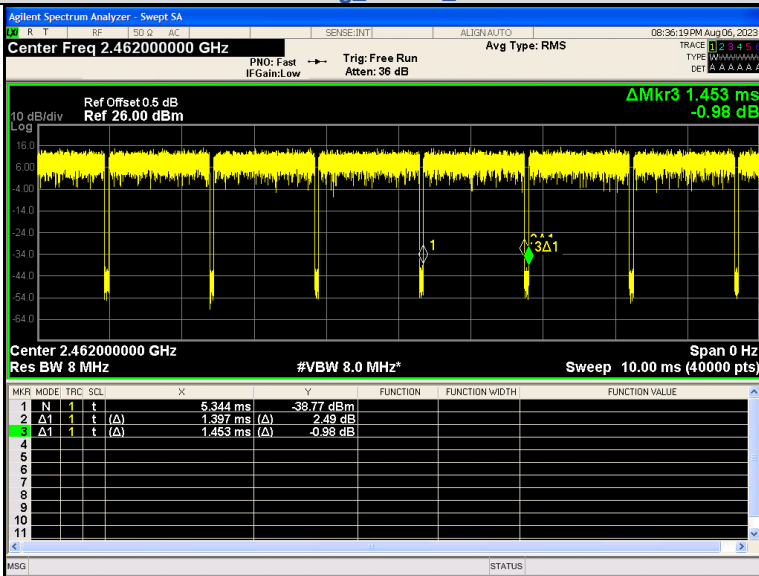 Agilent Spectrum Analyzer - Swept SA
LXI R T RF 50 Ω AC SENSE:INT ALIGN AUTO 08:36:19 PM Aug 06, 2023
Center Freq 2.462000000 GHz Avg Type: RMS TRACE 1 2 3 4 5 6
PNO: Fast Trig: Free Run TYPE
IFGain:Low Atten: 36 dB DET A A A A A A
ΔMkr3 1.453 ms
-0.98 dB
Ref Offset 0.5 dB
10 dB/div Ref 26.00 dBm
Log
16.0
6.00
-4.00
-14.0
-24.0
-34.0
-44.0
-54.0
-64.0
1
3Δ1
Center 2.462000000 GHz Span 0 Hz
Res BW 8 MHz #VBW 8.0 MHz* Sweep 10.00 ms (40000 pts)
MKR MODE TRC SCL X Y FUNCTION FUNCTION WIDTH FUNCTION VALUE
1 N 1 t 5.344 ms -38.77 dBm
2 Δ1 1 t (Δ) 1.397 ms (Δ) 2.49 dB
3 Δ1 1 t (Δ) 1.453 ms (Δ) -0.98 dB
4
5
6
7
8
9
10
11
MSG STATUS